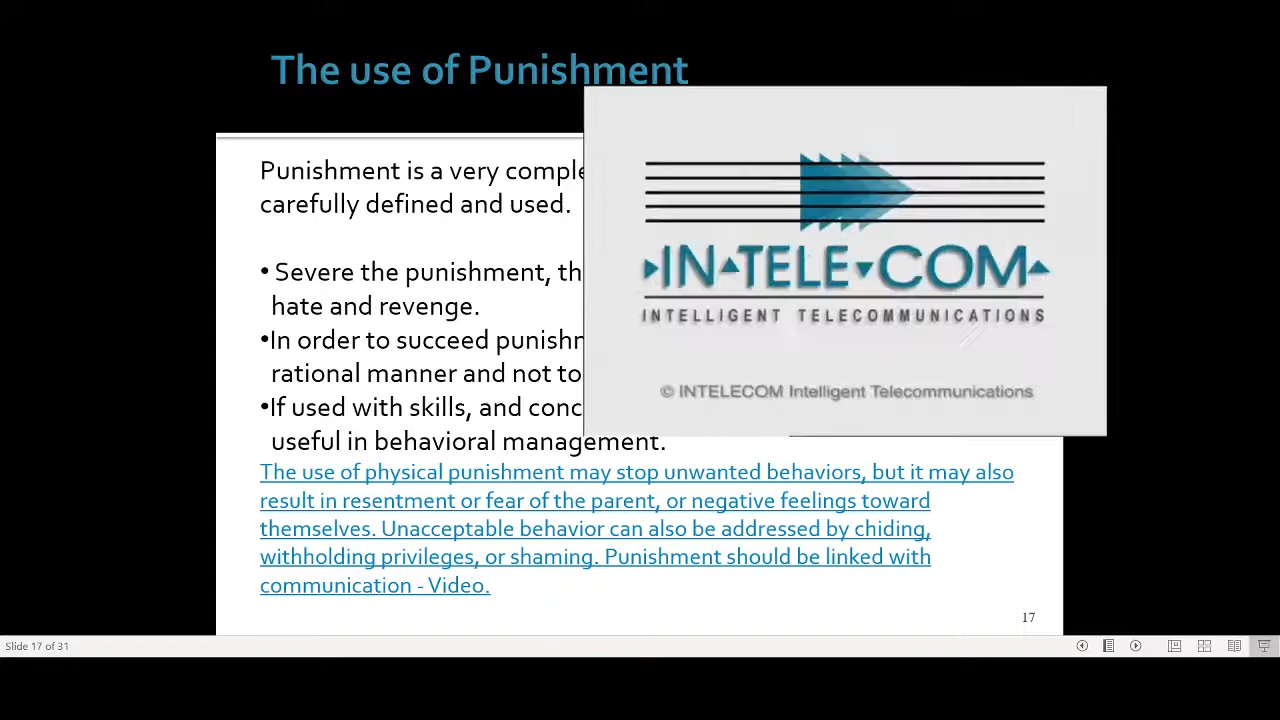 The use of Punishment
Punishment is a very
carefully defined and used.
• Severe the punishment,
hate and revenge.
•In order to succeed
rational manner and not to
•If used with skills, and
useful in behavioral management.
The use of physical punishment may stop unwanted behaviors, but it may also
result in resentment or fear of the parent, or negative feelings toward
themselves. Unacceptable behavior can also be addressed by chiding,
withholding privileges, or shaming. Punishment should be linked with
communication - Video.
17
IN TELE COM
INTELLIGENT TELECOMMUNICATIONS
© INTELECOM Intelligent Telecommunications
Slide 17 of 31